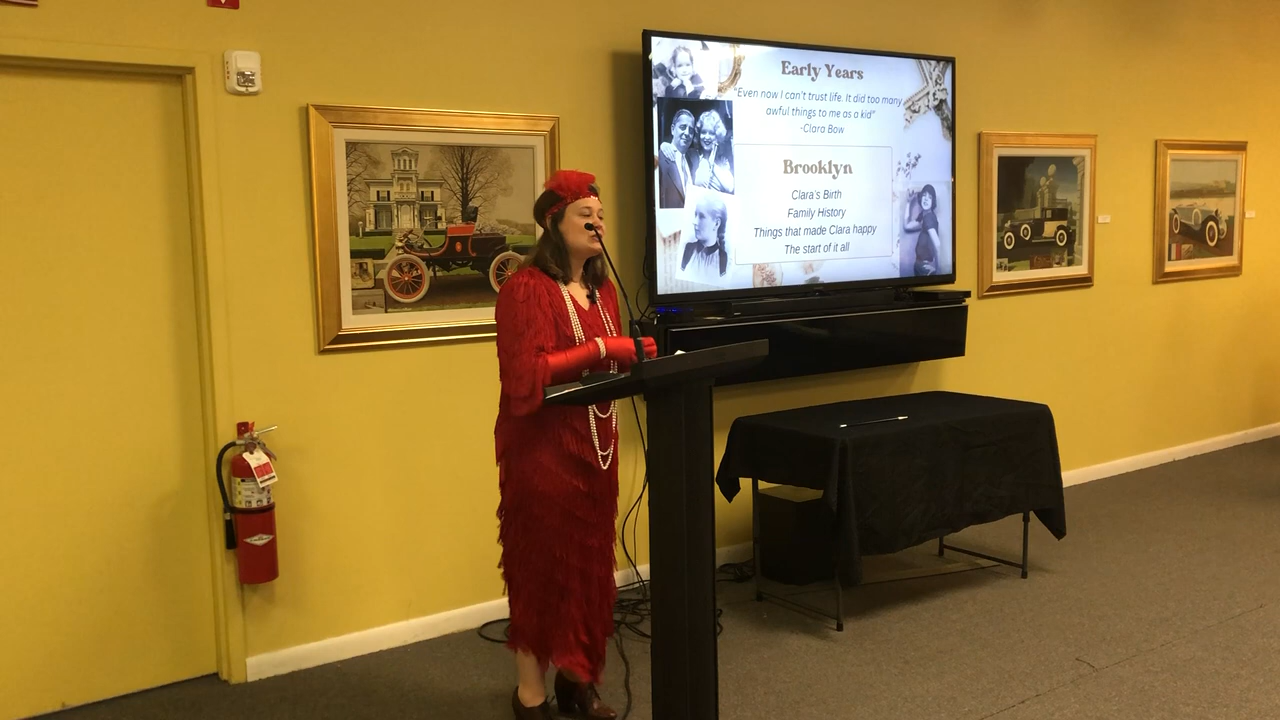 Early Years
"Even now I can't trust life. It did too many
awful things to me as a kid"
-Clara Bow
Brooklyn
Clara's Birth
Family History
Things that made Clara happy
The start of it all